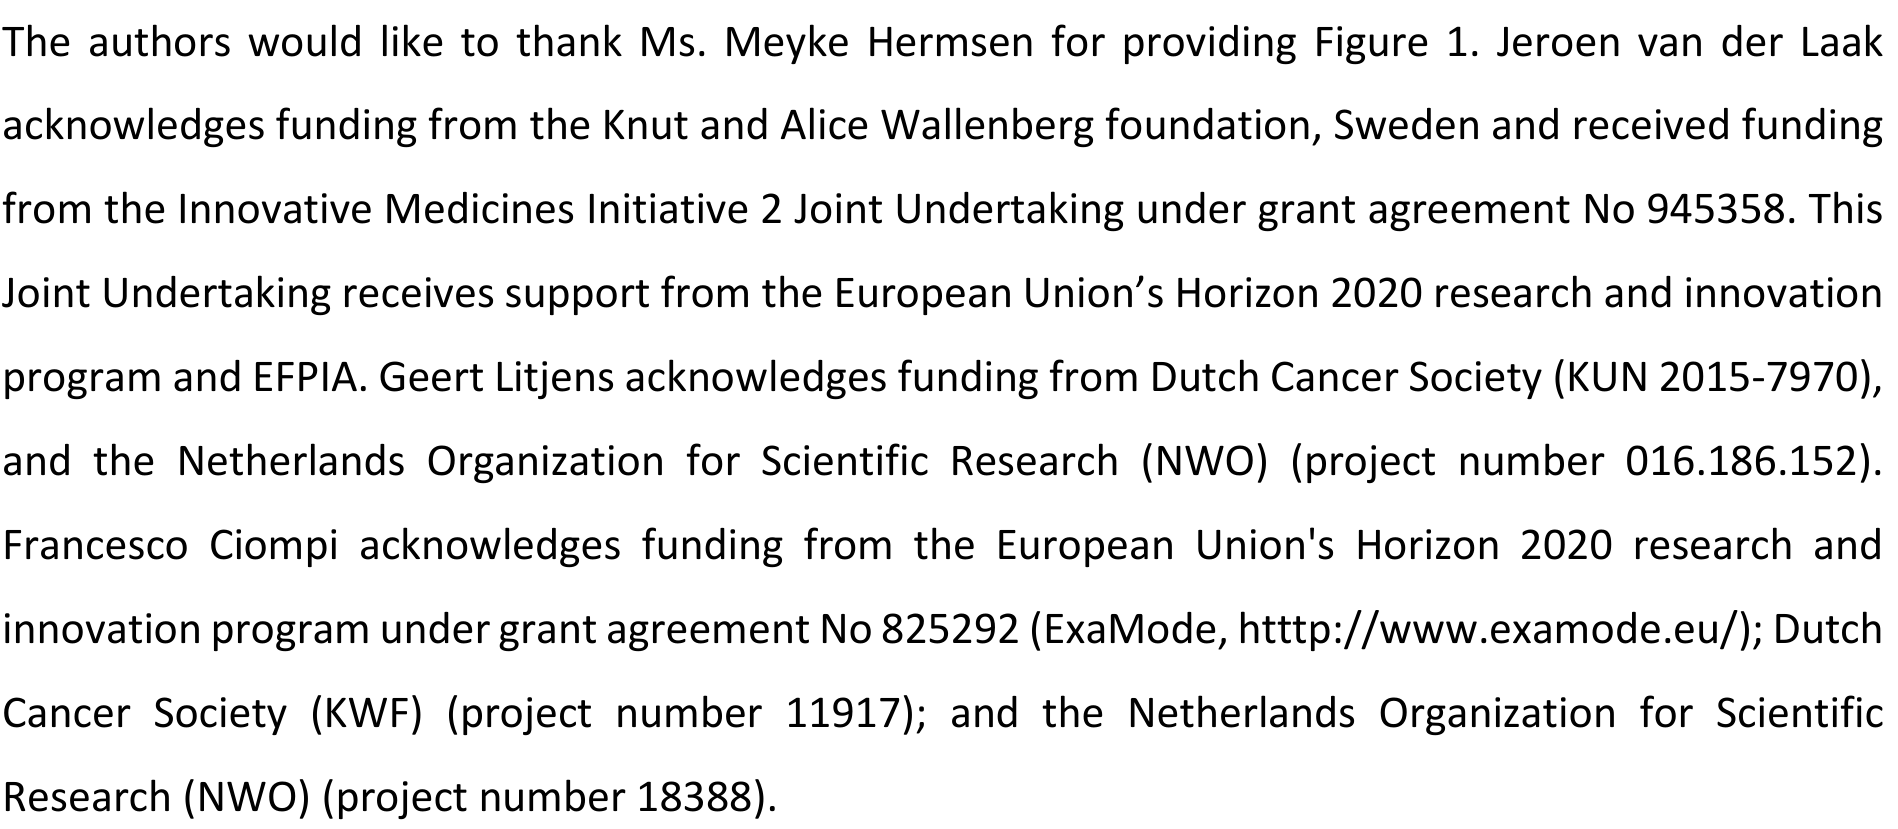 The authors would like to thank Ms. Meyke Hermsen for providing Figure 1. Jeroen van der Laak
acknowledges funding from the Knut and Alice Wallenberg foundation, Sweden and received funding
from the Innovative Medicines Initiative 2 Joint Undertaking under grant agreement No 945358. This
Joint Undertaking receives support from the European Union’s Horizon 2020 research and innovation
program and EFPIA. Geert Litjens acknowledges funding from Dutch Cancer Society (KUN 2015-7970),
and the Netherlands Organization for Scientific Research (NWO) (project number 016.186.152).
Francesco Ciompi acknowledges funding from the European Union's Horizon 2020 research and
innovation program under grant agreement No 825292 (ExaMode, htttp://www.examode.eu/); Dutch
Cancer Society (KWF) (project number 11917); and the Netherlands Organization for Scientific
Research (NWO) (project number 18388).